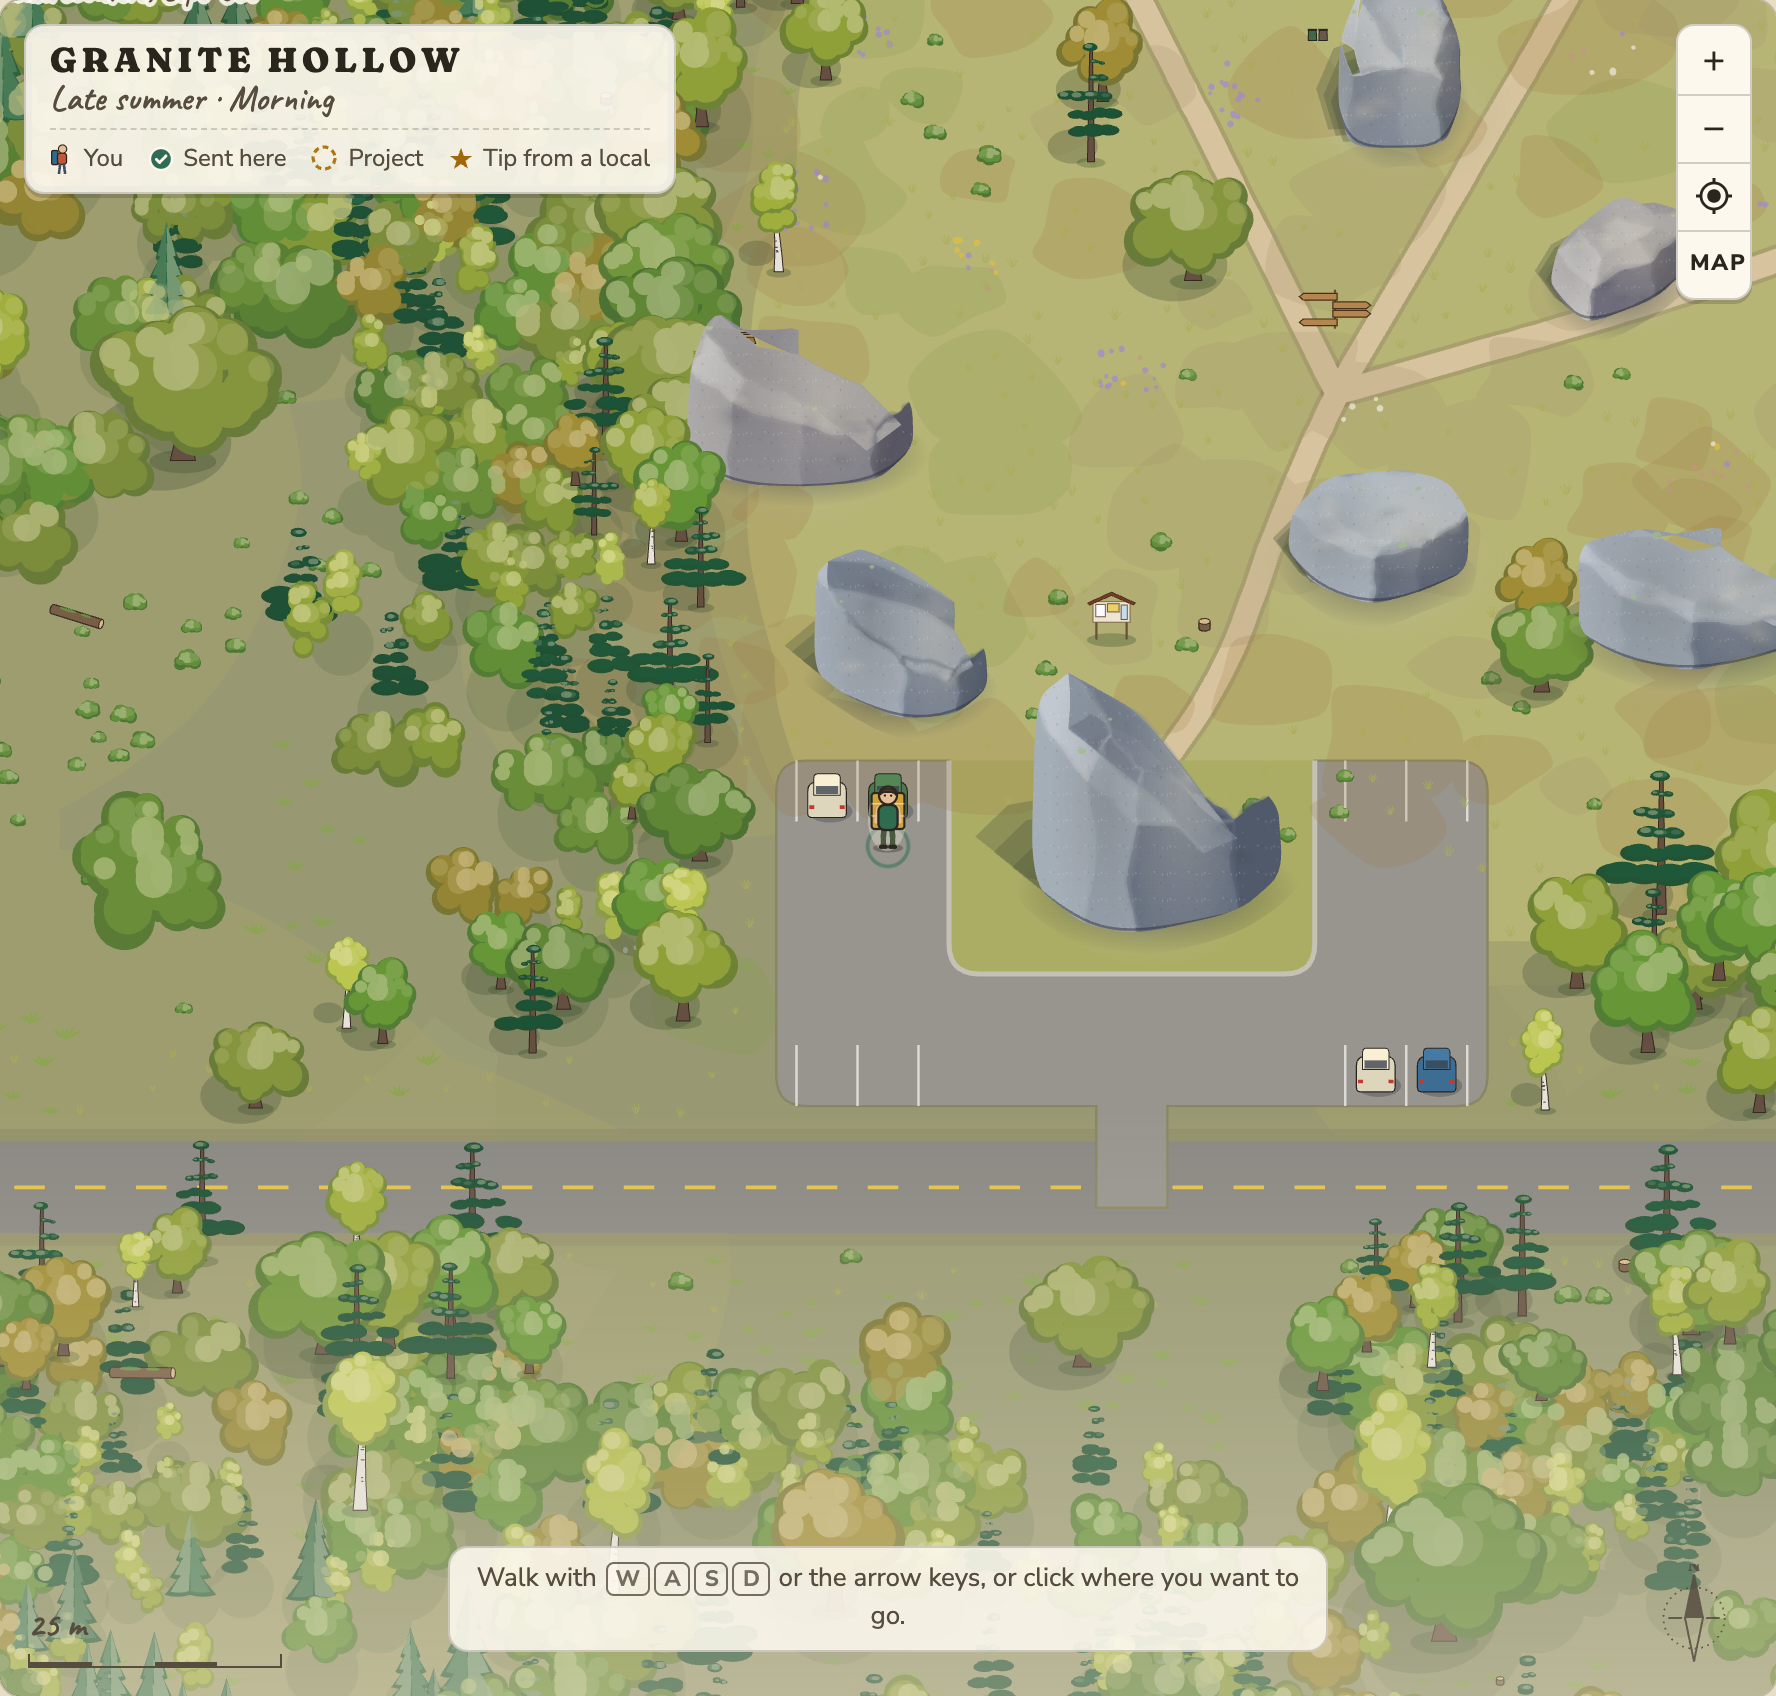 GRANITE HOLLOW
Late summer · Morning
You Sent here Project Tip from a local
+
−
MAP
Walk with W A S D or the arrow keys, or click where you want to
go.
25 m
N